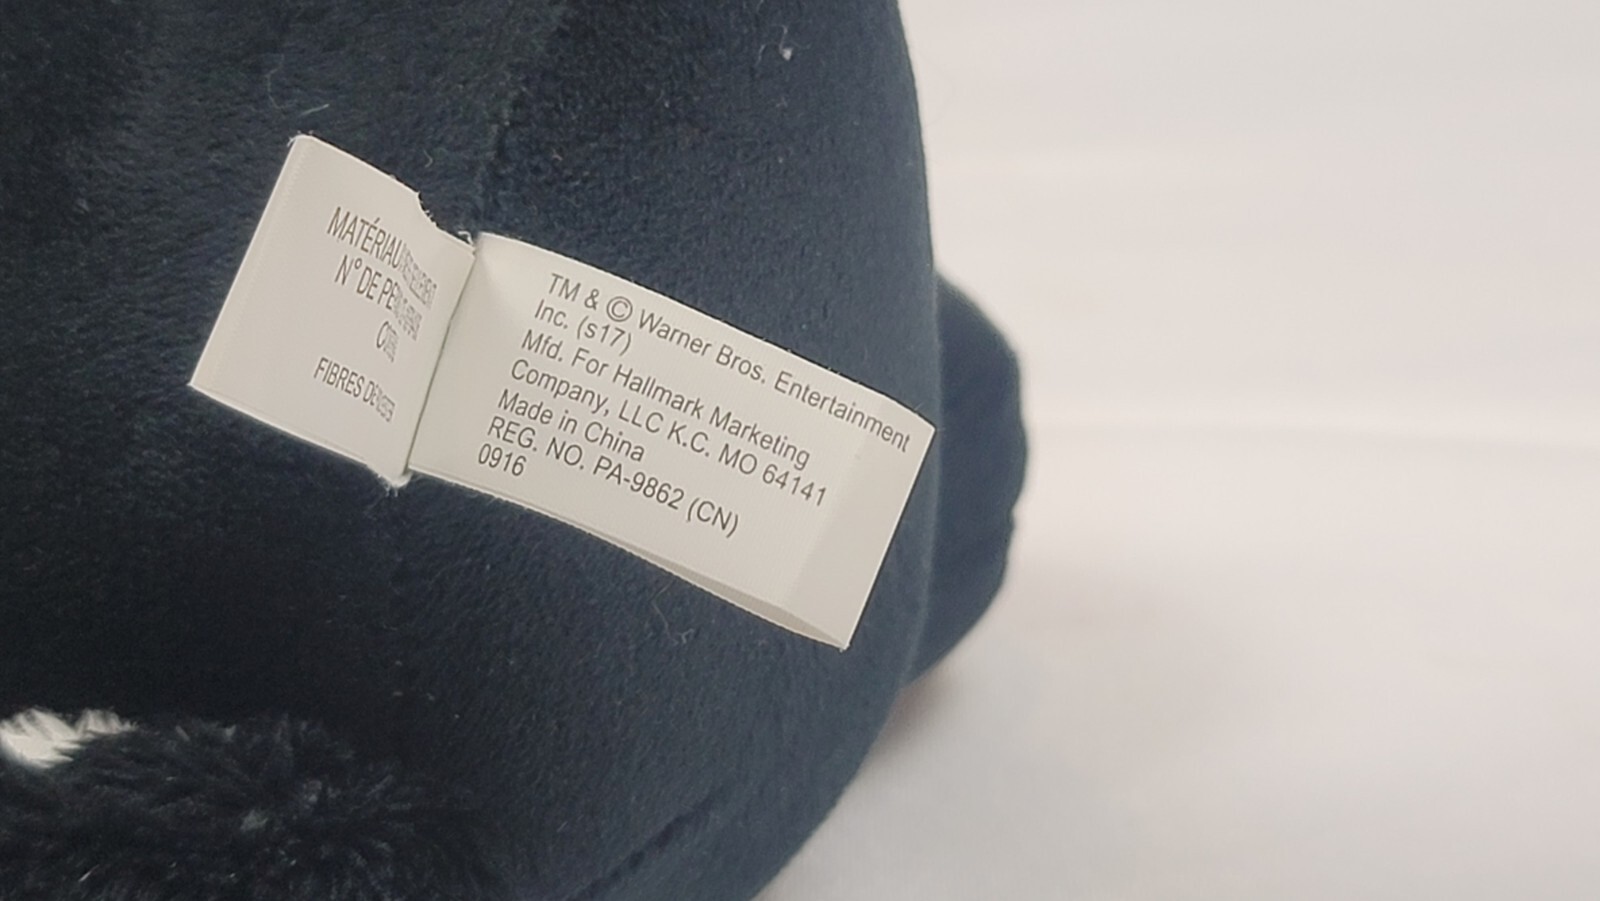 MATÉRIAU
N° DE
FIBRES
TM & © Warner Bros. Entertainment
Inc. (s17)
Mfd. For Hallmark Marketing
Company, LLC K.C. MO 64141
Made in China
REG. NO. PA-9862 (CN)
0916